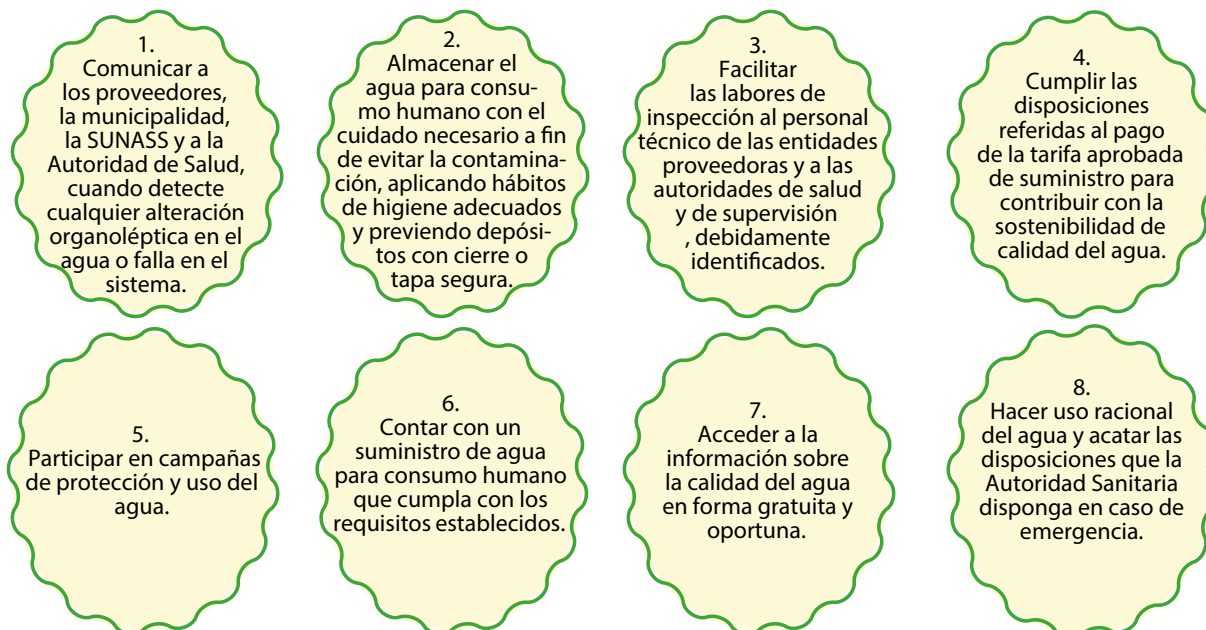 1.
Comunicar a
los proveedores,
la municipalidad,
la SUNASS y a la
Autoridad de Salud,
cuando detecte
cualquier alteración
organoléptica en el
agua o falla en el
sistema.
2.
Almacenar el
agua para consu-
mo humano con el
cuidado necesario a fin
de evitar la contamina-
ción, aplicando hábitos
de higiene adecuados
y previendo depósi-
tos con cierre o
tapa segura.
3.
Facilitar
las labores de
inspección al personal
técnico de las entidades
proveedoras y a las
autoridades de salud
y de supervisión
, debidamente
identificados.
4.
Cumplir las
disposiciones
referidas al pago
de la tarifa aprobada
de suministro para
contribuir con la
sostenibilidad de
calidad del agua.
5.
Participar en campañas
de protección y uso del
agua.
6.
Contar con un
suministro de agua
para consumo humano
que cumpla con los
requisitos establecidos.
7.
Acceder a la
información sobre
la calidad del agua
en forma gratuita y
oportuna.
8.
Hacer uso racional
del agua y acatar las
disposiciones que la
Autoridad Sanitaria
disponga en caso de
emergencia.